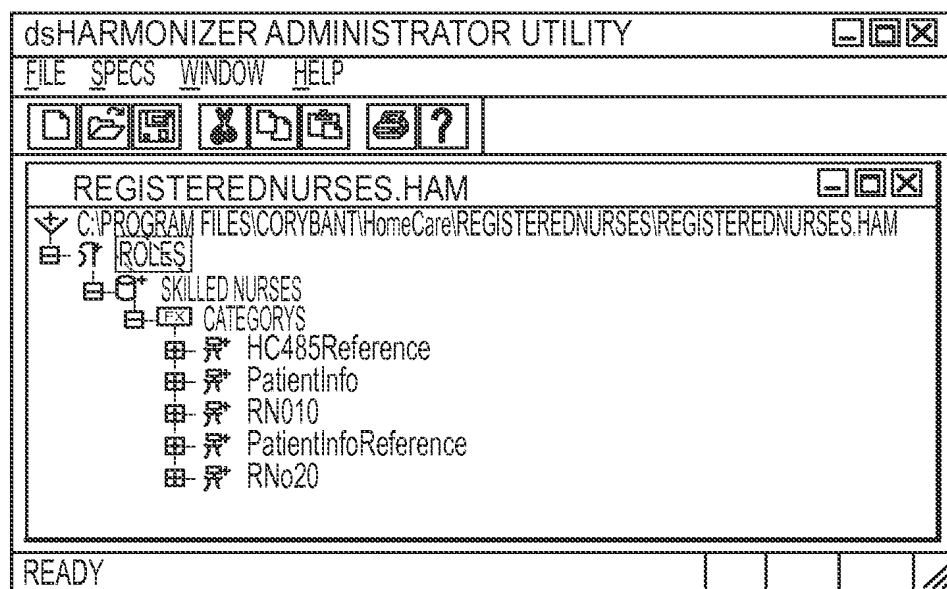 dsHARMONIZER ADMINISTRATOR UTILITY
FILE SPECS WINDOW HELP
?
REGISTEREDNURSES.HAM
C:\PROGRAM FILES\CORYBANT\HomeCare\REGISTEREDNURSES\REGISTEREDNURSES.HAM
ROLES
SKILLED NURSES
FX CATEGORYS
HC485Reference
PatientInfo
RN010
PatientInfoReference
RNo20
READY